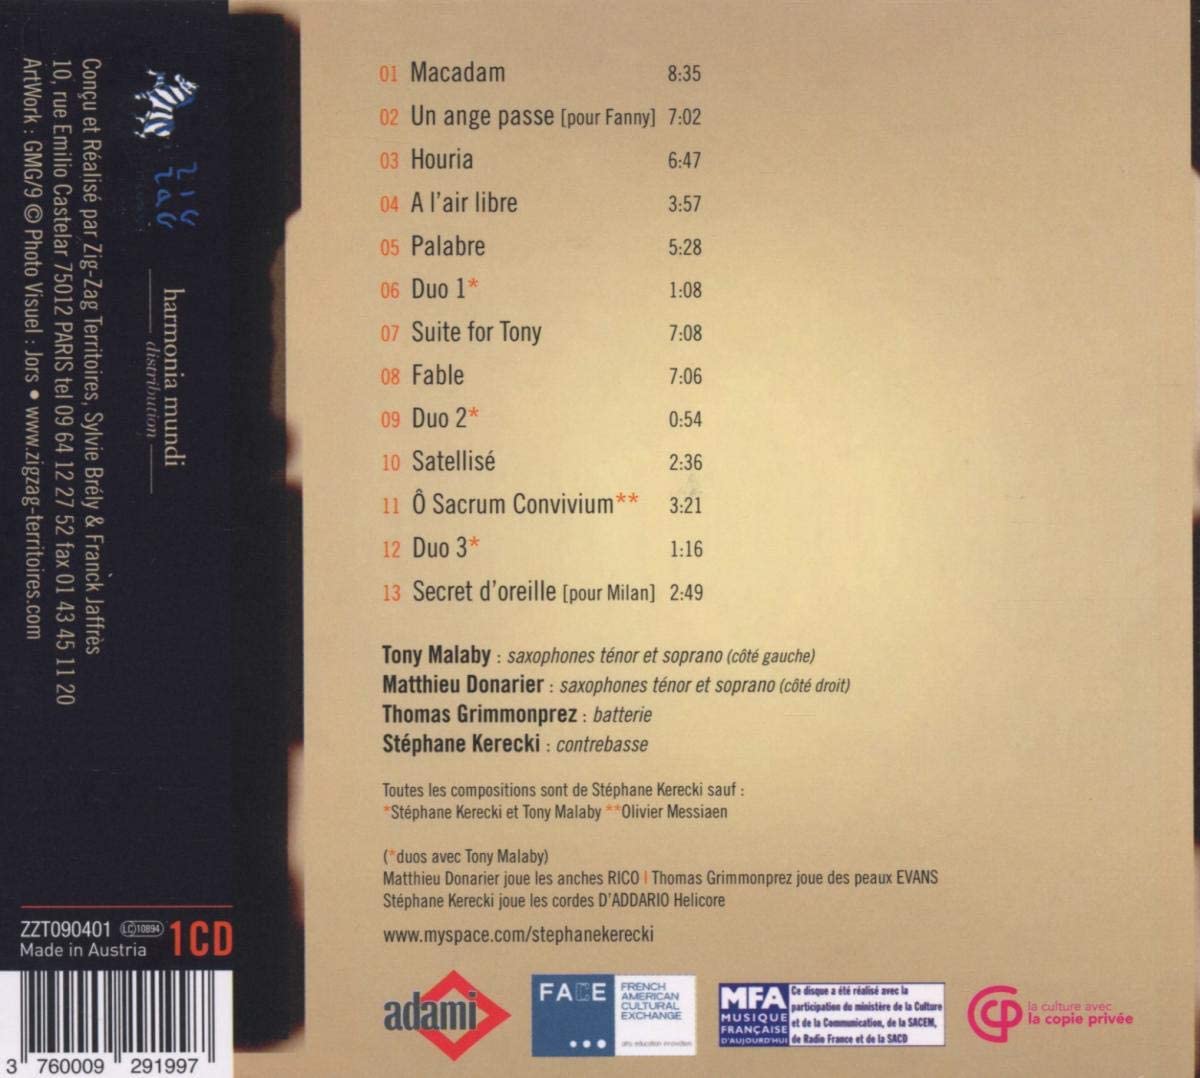 01 Macadam 8:35
02 Un ange passe [pour Fanny] 7:02
03 Houria 6:47
04 A l'air libre 3:57
05 Palabre 5:28
06 Duo 1* 1:08
07 Suite for Tony 7:08
08 Fable 7:06
09 Duo 2* 0:54
10 Satellisé 2:36
11 Ô Sacrum Convivium** 3:21
12 Duo 3* 1:16
13 Secret d'oreille [pour Milan] 2:49
Tony Malaby : saxophones ténor et soprano (côté gauche)
Matthieu Donarier : saxophones ténor et soprano (côté droit)
Thomas Grimmonprez : batterie
Stéphane Kerecki : contrebasse
Toutes les compositions sont de Stéphane Kerecki sauf :
*Stéphane Kerecki et Tony Malaby **Olivier Messiaen
(*duos avec Tony Malaby)
Matthieu Donarier joue les anches RICO | Thomas Grimmonprez joue des peaux EVANS
Stéphane Kerecki joue les cordes D'ADDARIO Helicore
www.myspace.com/stephanekerecki
adami
FACE
FRENCH
AMERICAN
CULTURAL
EXCHANGE
arts education innovation
MFA
MUSIQUE
FRANÇAISE
D'AUJOURD'HUI
Ce disque a été réalisé avec la
participation du ministère de la Culture
et de la Communication, de la SACEM,
de Radio France et de la SACD
la culture avec
la copie privée
ZIG
ZAG
harmonia mundi
distribution
Conçu et Réalisé par Zig-Zag Territoires, Sylvie Brély & Franck Jaffrès
10, rue Emilio Castelar 75012 PARIS tel 09 64 12 27 52 fax 01 43 45 11 20
ArtWork : GMG/9 © Photo Visuel : Jors • www.zigzag-territoires.com
ZZT090401 LC 10894 1CD
Made in Austria
3 760009 291997